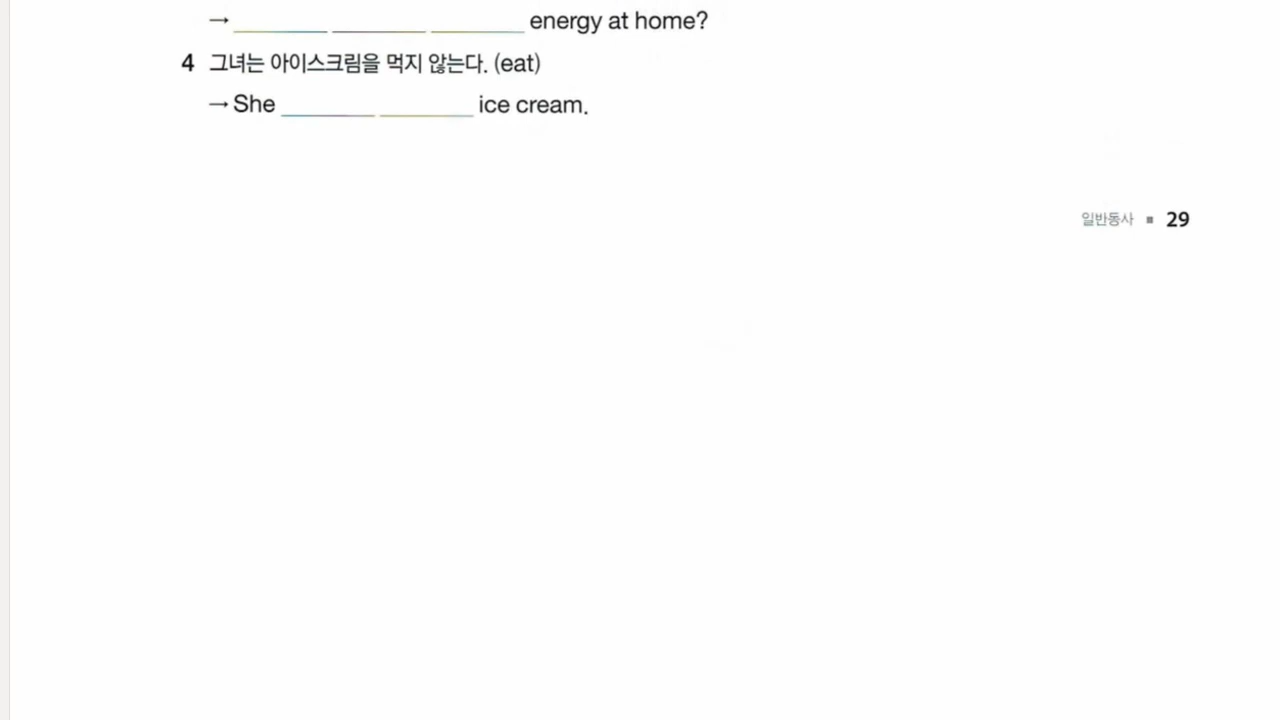 → ________ ________ ________ energy at home?
4 그녀는 아이스크림을 먹지 않는다. (eat)
→ She ________ ________ ice cream.
일반동사 ■ 29